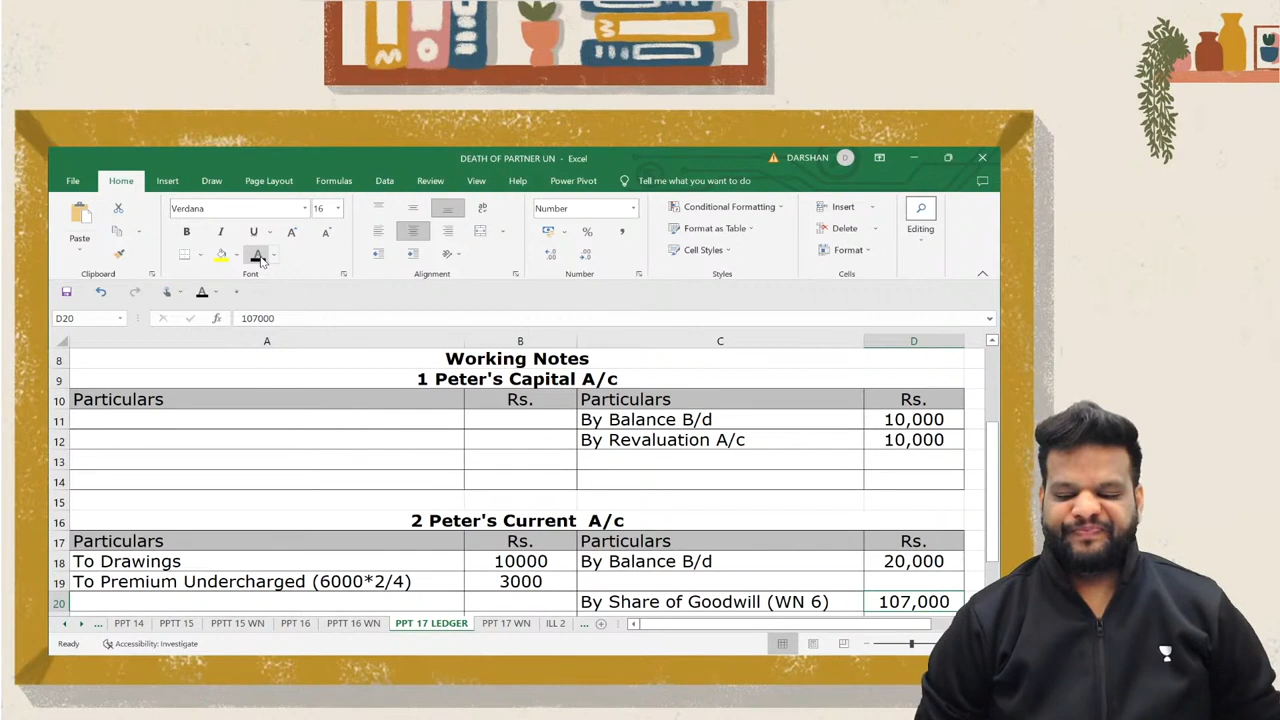 DEATH OF PARTNER UN - Excel
DARSHAN
D
File Home Insert Draw Page Layout Formulas Data Review View Help Power Pivot Tell me what you want to do
Verdana 16 Number
Paste
B I U A A
A
%
Conditional Formatting
Format as Table
Cell Styles
Insert
Delete
Format
Editing
Clipboard Font Alignment Number Styles Cells
D20 fx 107000
A B C D
8 Working Notes
9 1 Peter's Capital A/c
10 Particulars Rs. Particulars Rs.
11 By Balance B/d 10,000
12 By Revaluation A/c 10,000
13
14
15
16 2 Peter's Current A/c
17 Particulars Rs. Particulars Rs.
18 To Drawings 10000 By Balance B/d 20,000
19 To Premium Undercharged (6000*2/4) 3000
20 By Share of Goodwill (WN 6) 107,000
... PPT 14 PPTT 15 PPT 15 WN PPT 16 PPTT 16 WN PPT 17 LEDGER PPT 17 WN ILL 2 ...
Ready Accessibility: Investigate